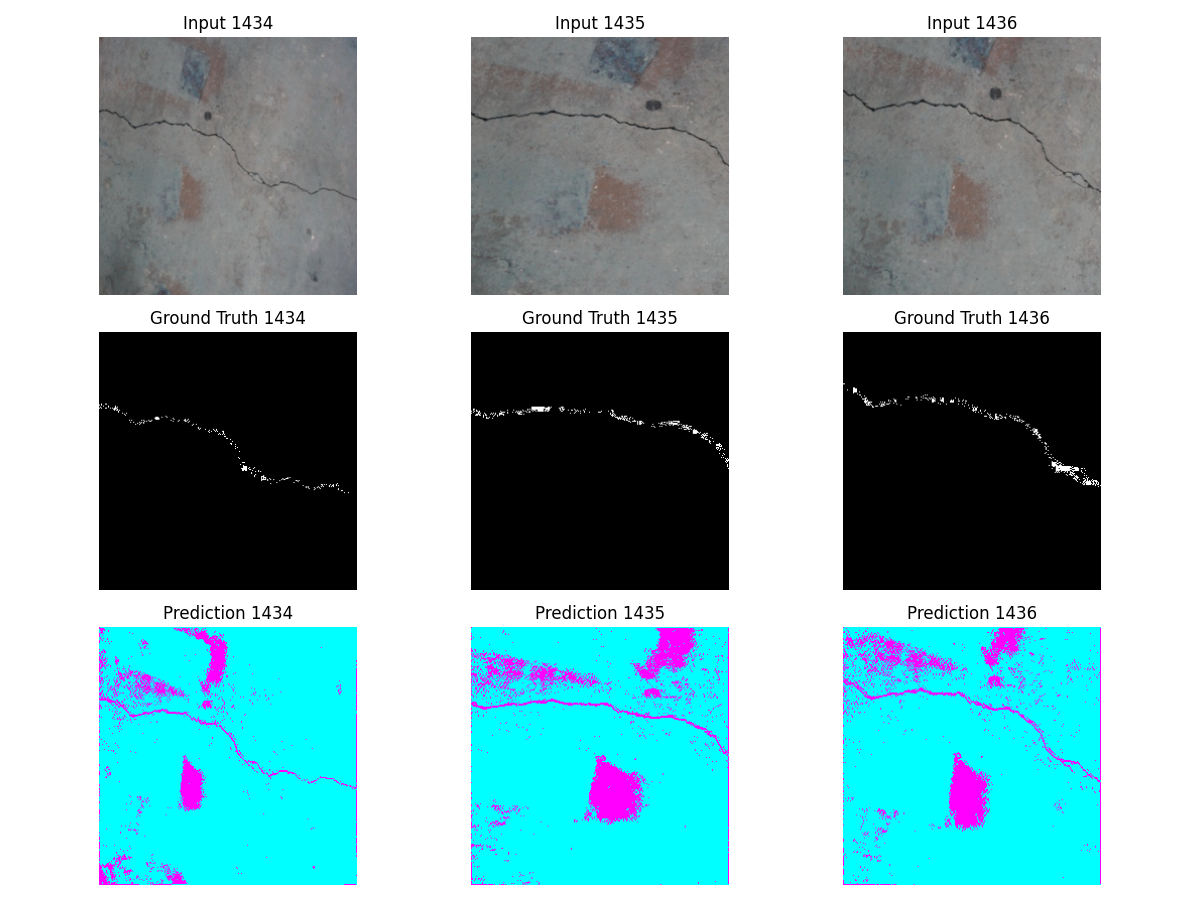 Input 1434
Input 1435
Input 1436
Ground Truth 1434
Ground Truth 1435
Ground Truth 1436
Prediction 1434
Prediction 1435
Prediction 1436